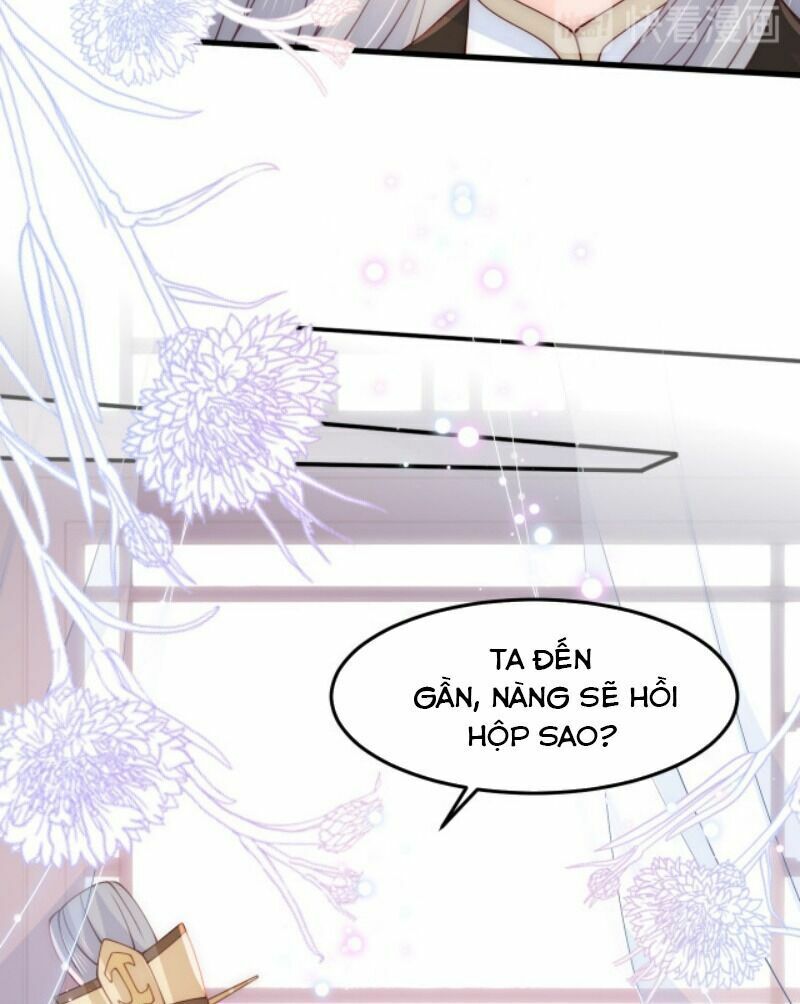 快看漫画
TA ĐẾN
GẦN, NÀNG SẼ HỒI
HỘP SAO?